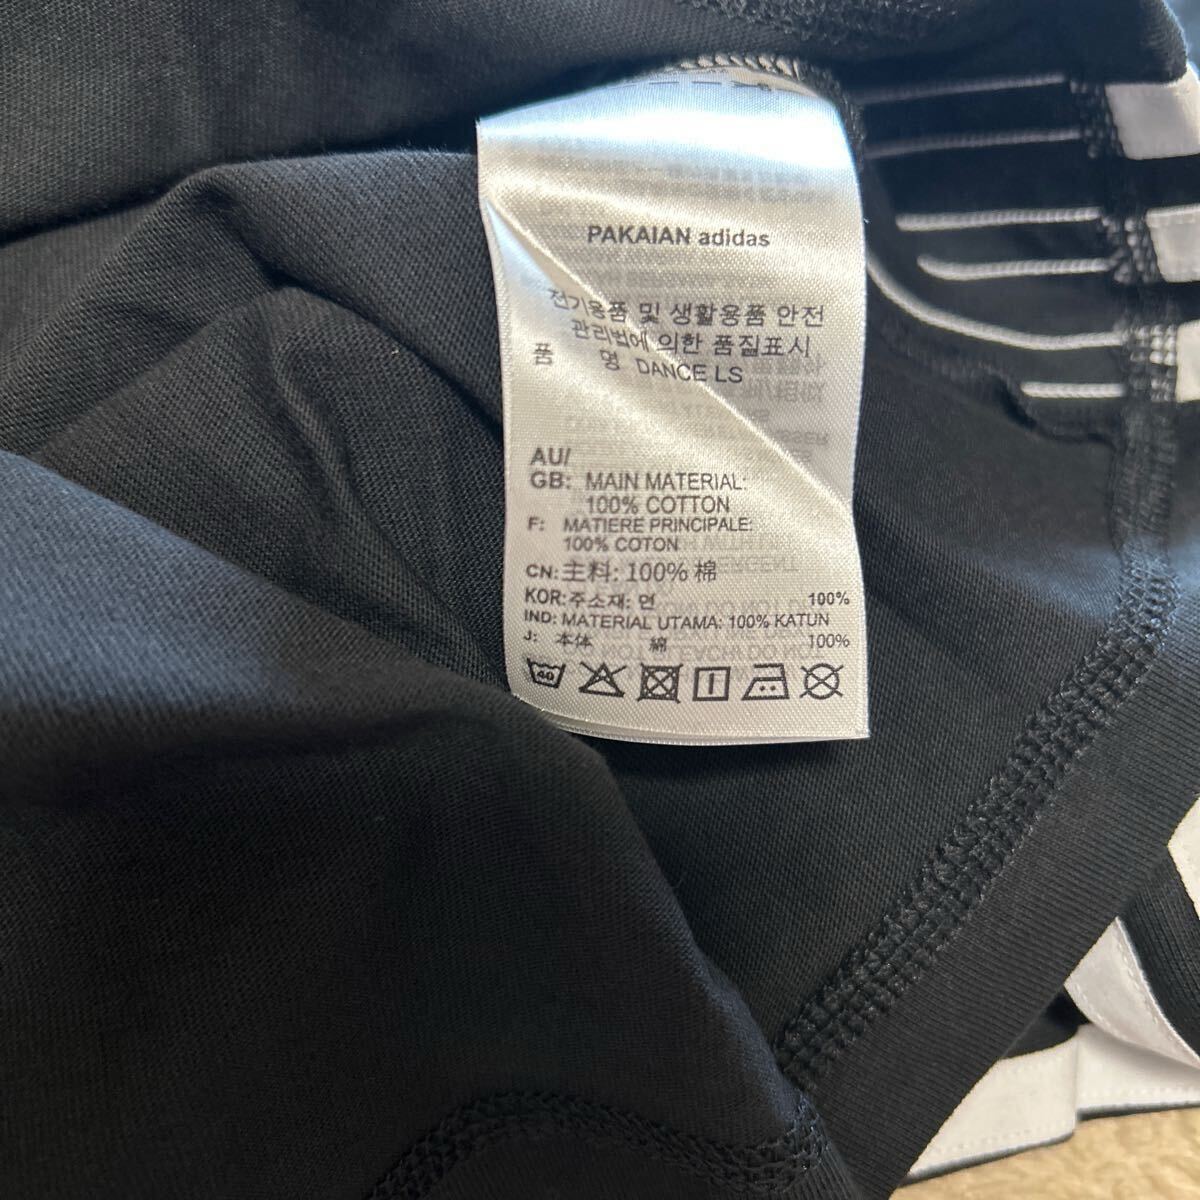 PAKAIAN adidas
전기용품 및 생활용품 안전
관리법에 의한 품질표시
품 명 DANCE LS
AU/
GB: MAIN MATERIAL:
100% COTTON
F: MATIERE PRINCIPALE:
100% COTON
CN: 主料: 100% 棉
KOR: 주소재: 면 100%
IND: MATERIAL UTAMA: 100% KATUN
J: 本体 綿 100%
40